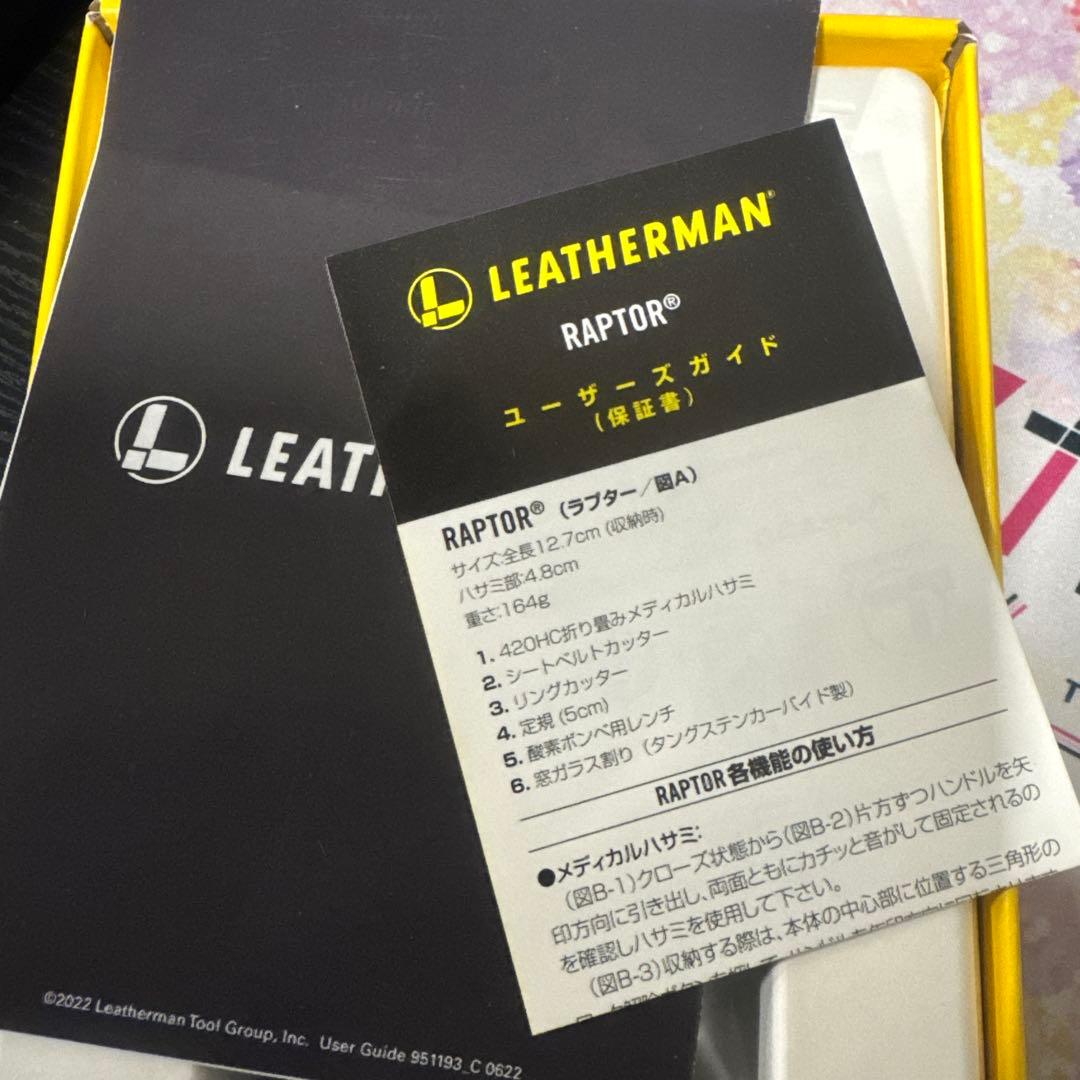 LEATHERMAN®
RAPTOR®
ユーザーズガイド
(保証書)
RAPTOR® (ラプター/図A)
サイズ:全長12.7cm (収納時)
ハサミ部:4.8cm
重さ:164g
1. 420HC折り畳みメディカルハサミ
2. シートベルトカッター
3. リングカッター
4. 定規 (5cm)
5. 酸素ボンベ用レンチ
6. 窓ガラス割り (タングステンカーバイド製)
RAPTOR各機能の使い方
●メディカルハサミ:
(図B-1)クローズ状態から(図B-2)片方ずつハンドルを矢
印方向に引き出し、両面ともにカチッと音がして固定されるの
を確認しハサミを使用して下さい。
(図B-3)収納する際は、本体の中心部に位置する三角形の
LEATH
©2022 Leatherman Tool Group, Inc. User Guide 951193_C 0622